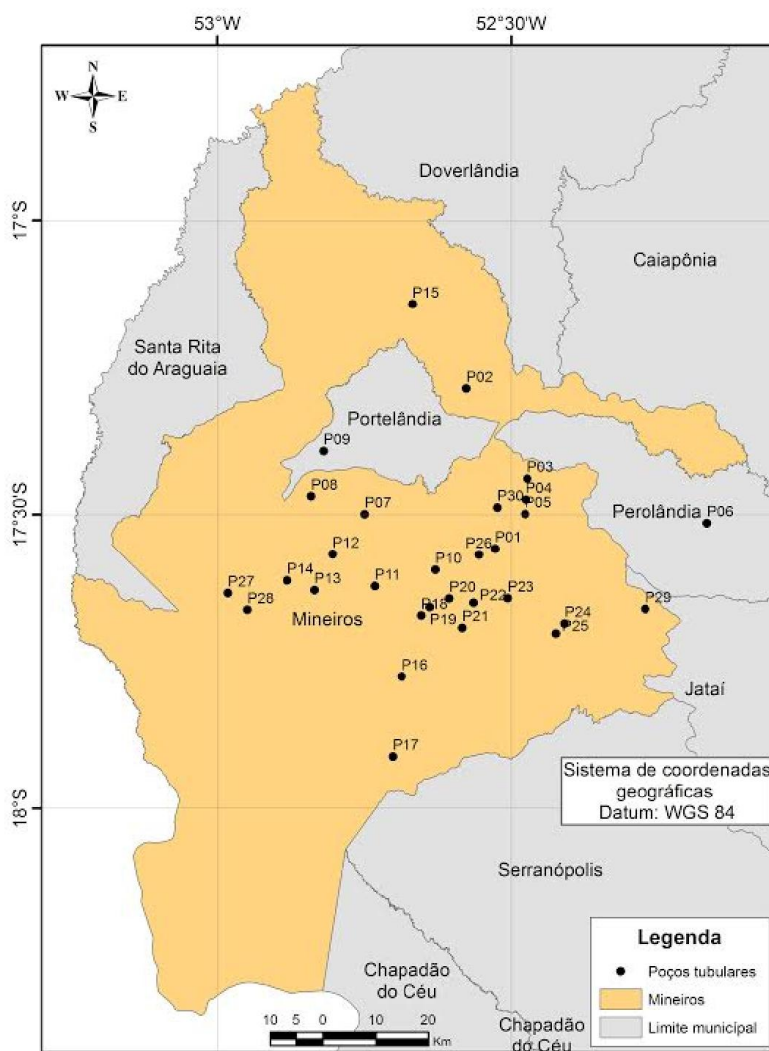 53°W
52°30'W
N
W
E
S
Doverlândia
17°S
Caiapônia
P15
Santa Rita
do Araguaia
P02
Portelândia
P09
P03
P08
P04
P30
P05
17°30'S
P07
Perolândia
P06
P12
P26
P01
P10
P14
P13
P11
P27
P20
P23
P28
P18
P22
P29
Mineiros
P19
P21
P24
P25
P16
Jataí
P17
Sistema de coordenadas
geográficas
Datum: WGS 84
18°S
Serranópolis
Legenda
Poços tubulares
Mineiros
Limite municipal
Chapadão
do Céu
Chapadão
do Céu
10 5 0 10 20
Km